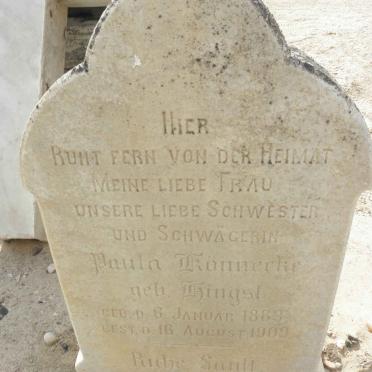 HIER
RUHT FERN VON DER HEIMAT
MEINE LIEBE FRAU
UNSERE LIEBE SCHWESTER
UND SCHWÄGERIN
Paula Könnecke
geb. Hingst
GEB. D. 6 JANUAR
GEST. D. 16 AUGUST 1909
Ruhe Sanft